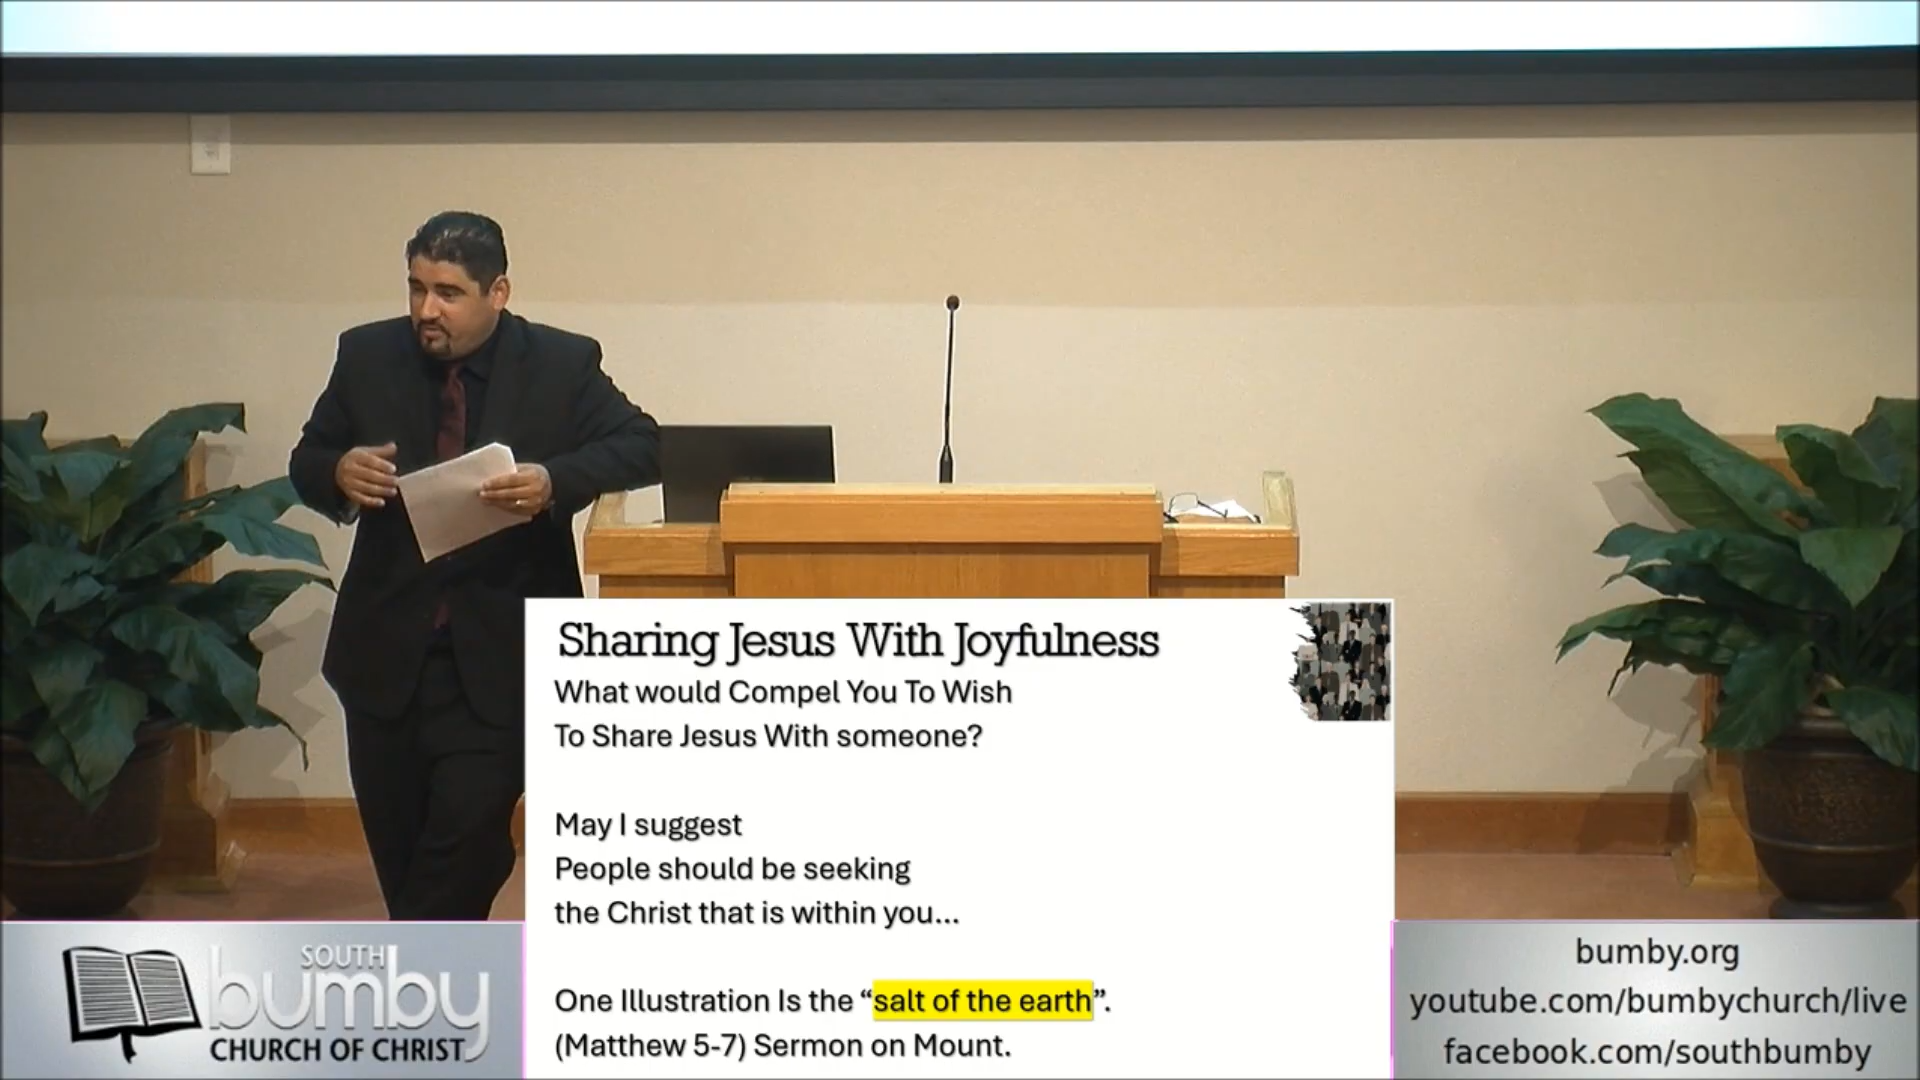 Sharing Jesus With Joyfulness
What would Compel You To Wish
To Share Jesus With someone?
May I suggest
People should be seeking
the Christ that is within you...
One Illustration Is the “salt of the earth”.
(Matthew 5-7) Sermon on Mount.
SOUTH
bumby
CHURCH OF CHRIST
bumby.org
youtube.com/bumbychurch/live
facebook.com/southbumby